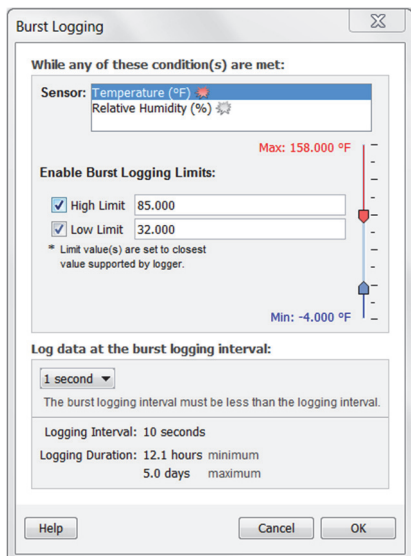 Burst Logging
While any of these condition(s) are met:
Sensor: Temperature (°F)
Relative Humidity (%)
Max: 158.000 °F
Enable Burst Logging Limits:
High Limit 85.000
Low Limit 32.000
* Limit value(s) are set to closest
value supported by logger.
Min: -4.000 °F
Log data at the burst logging interval:
1 second
The burst logging interval must be less than the logging interval.
Logging Interval: 10 seconds
Logging Duration: 12.1 hours minimum
5.0 days maximum
Help Cancel OK